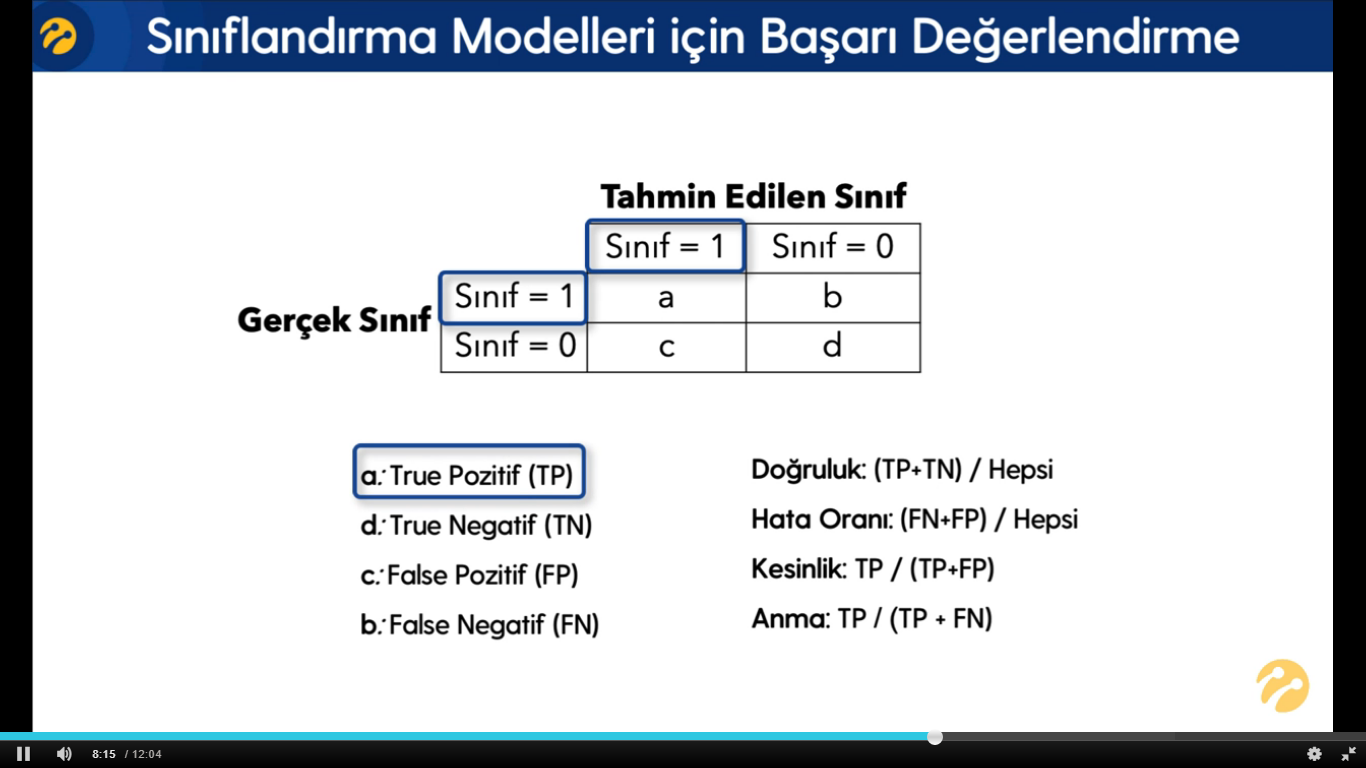 Sınıflandırma Modelleri için Başarı Değerlendirme
Tahmin Edilen Sınıf
Sınıf = 1 Sınıf = 0
Gerçek Sınıf
Sınıf = 1 a b
Sınıf = 0 c d
a: True Pozitif (TP)
d: True Negatif (TN)
c: False Pozitif (FP)
b: False Negatif (FN)
Doğruluk: (TP+TN) / Hepsi
Hata Oranı: (FN+FP) / Hepsi
Kesinlik: TP / (TP+FP)
Anma: TP / (TP + FN)
8:15 / 12:04